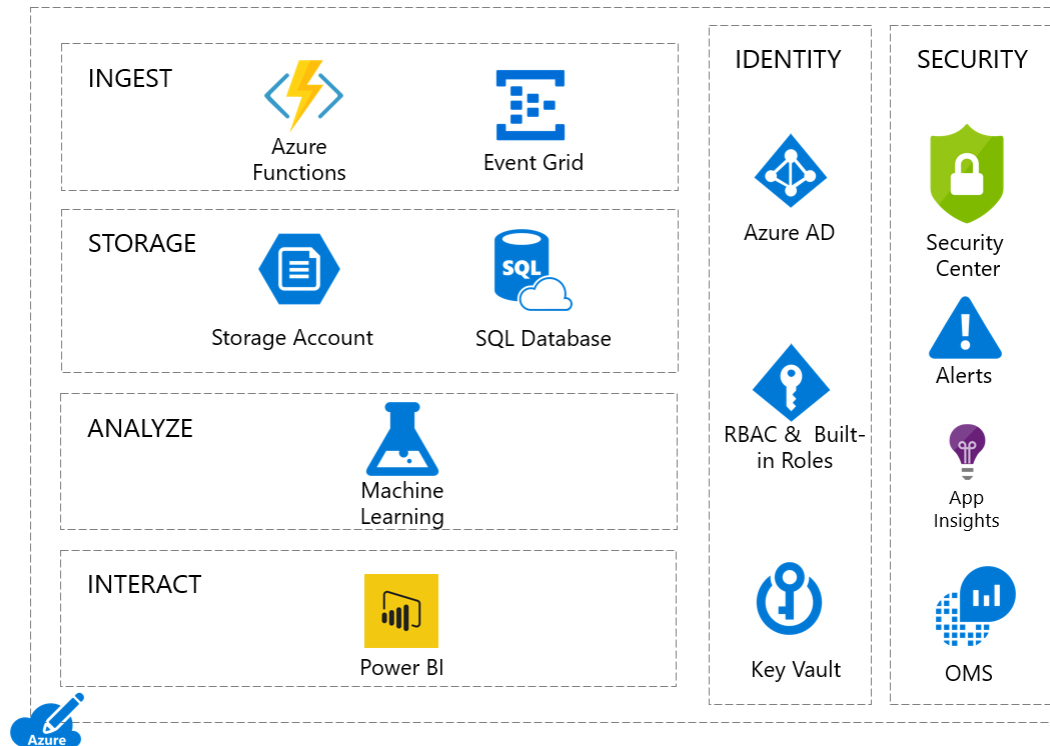 INGEST
Azure
Functions
Event Grid
STORAGE
Storage Account
SQL
SQL Database
ANALYZE
Machine
Learning
INTERACT
Power BI
IDENTITY
Azure AD
RBAC & Built-
in Roles
Key Vault
SECURITY
Security
Center
Alerts
App
Insights
OMS
Azure